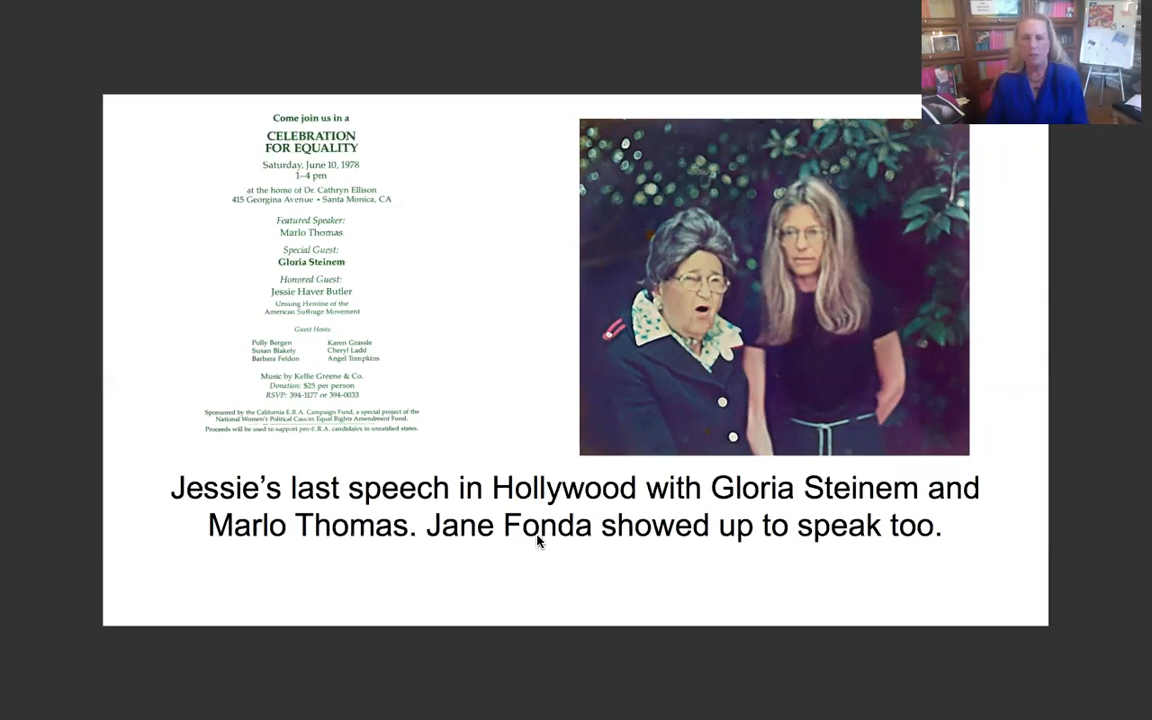 Come join us in a
CELEBRATION
FOR EQUALITY
Saturday, June 10, 1978
1–4 pm
at the home of Dr. Cathryn Ellison
415 Georgina Avenue • Santa Monica, CA
Featured Speaker:
Marlo Thomas
Special Guest:
Gloria Steinem
Honored Guest:
Jessie Haver Butler
Unsung Heroine of the
American Suffrage Movement
Guest Hosts:
Polly Bergen Karen Grassle
Susan Blakely Cheryl Ladd
Barbara Feldon Angel Tompkins
Music by Kellie Greene & Co.
Donation: $25 per person
RSVP: 394-1177 or 394-0033
Sponsored by the California E.R.A. Campaign Fund, a special project of the
National Women's Political Caucus Equal Rights Amendment Fund.
Proceeds will be used to support pro-E.R.A. candidates in unratified states.
Jessie’s last speech in Hollywood with Gloria Steinem and
Marlo Thomas. Jane Fonda showed up to speak too.